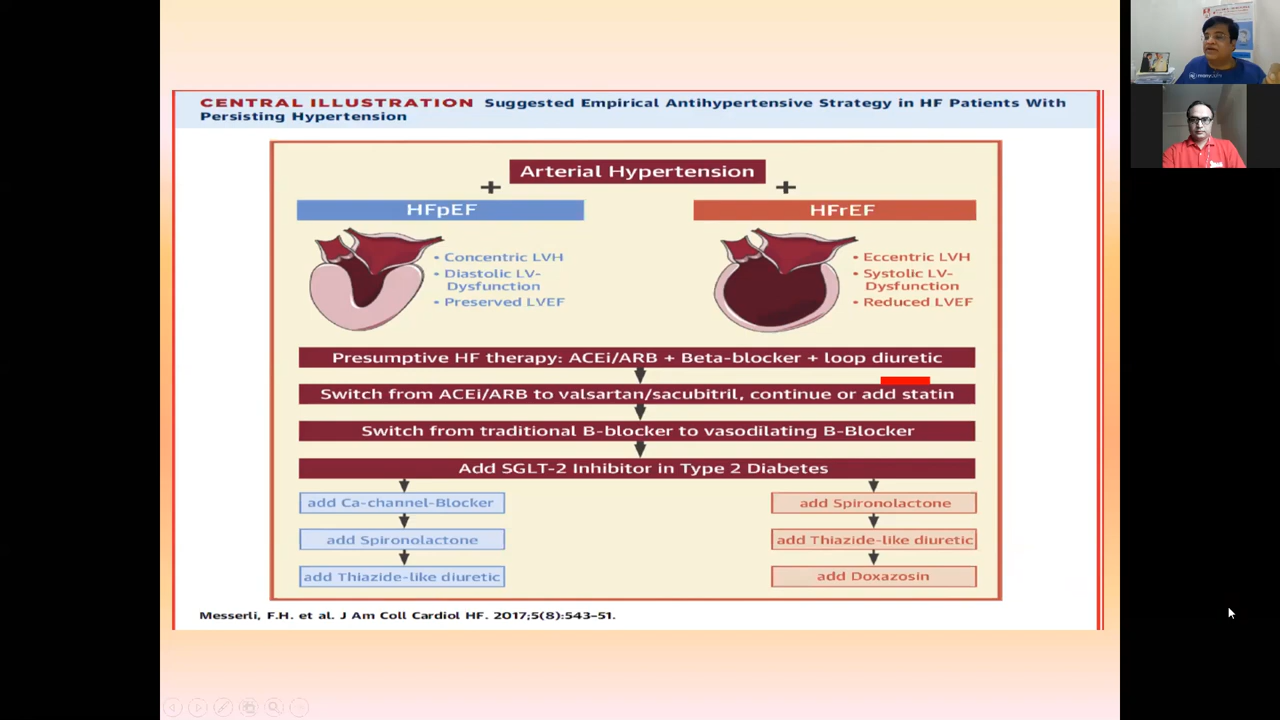 CENTRAL ILLUSTRATION Suggested Empirical Antihypertensive Strategy in HF Patients With
Persisting Hypertension
Arterial Hypertension
+
+
HFpEF
• Concentric LVH
• Diastolic LV-
Dysfunction
• Preserved LVEF
HFrEF
• Eccentric LVH
• Systolic LV-
Dysfunction
• Reduced LVEF
Presumptive HF therapy: ACEi/ARB + Beta-blocker + loop diuretic
Switch from ACEi/ARB to valsartan/sacubitril, continue or add statin
Switch from traditional B-blocker to vasodilating B-Blocker
Add SGLT-2 Inhibitor in Type 2 Diabetes
add Ca-channel-Blocker
add Spironolactone
add Thiazide-like diuretic
add Spironolactone
add Thiazide-like diuretic
add Doxazosin
Messerli, F.H. et al. J Am Coll Cardiol HF. 2017;5(8):543-51.